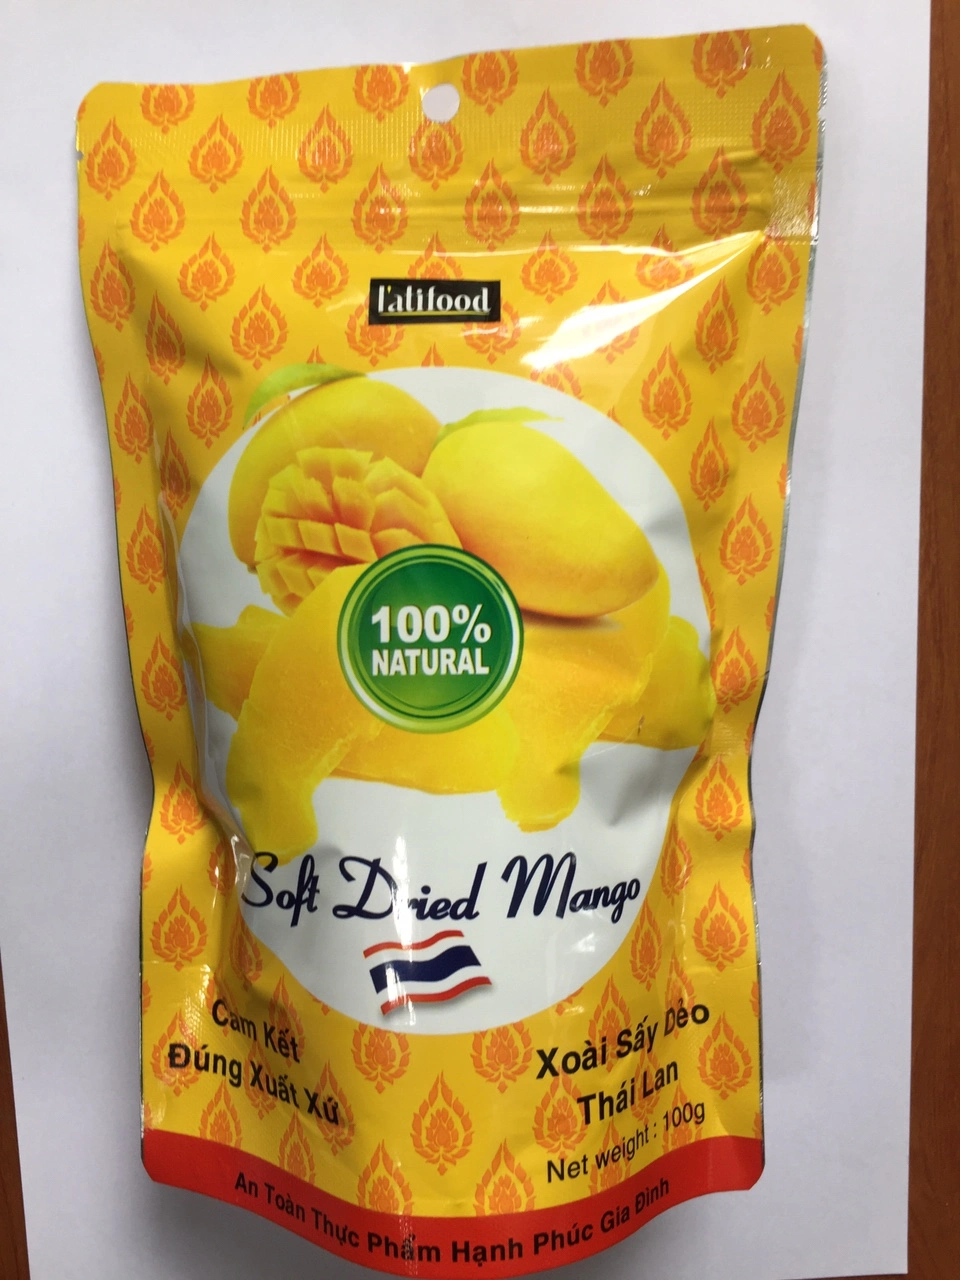 l'atifood
100%
NATURAL
Soft Dried Mango
Cam Kết
Đúng Xuất Xứ
Xoài Sấy Dẻo
Thái Lan
Net weight : 100g
An Toàn Thực Phẩm Hạnh Phúc Gia Đình